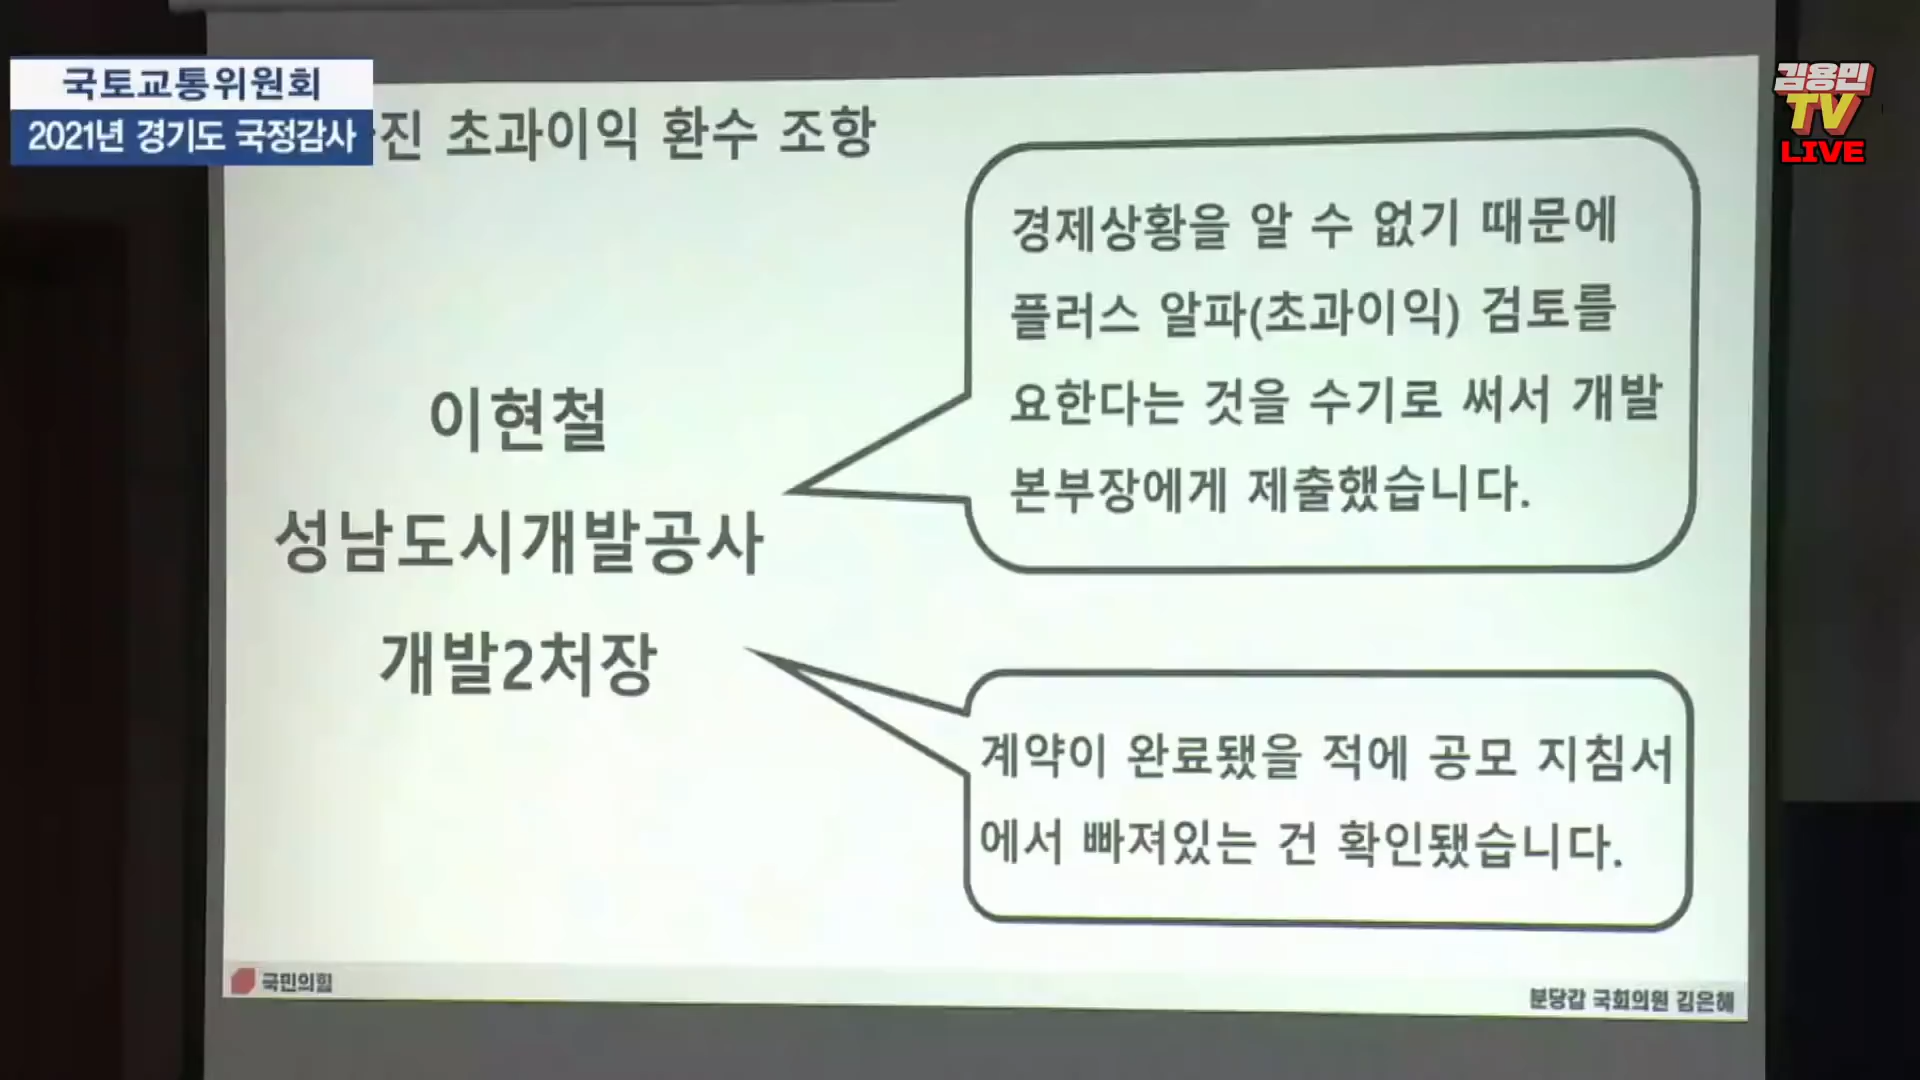 국토교통위원회
2021년 경기도 국정감사
진 초과이익 환수 조항
김용민
TV
LIVE
경제상황을 알 수 없기 때문에
플러스 알파(초과이익) 검토를
요한다는 것을 수기로 써서 개발
본부장에게 제출했습니다.
이현철
성남도시개발공사
개발2처장
계약이 완료됐을 적에 공모 지침서
에서 빠져있는 건 확인됐습니다.
국민의힘
분당갑 국회의원 김은혜